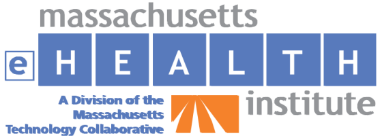 massachusetts
eHEALTH
institute
A Division of the
Massachusetts
Technology Collaborative